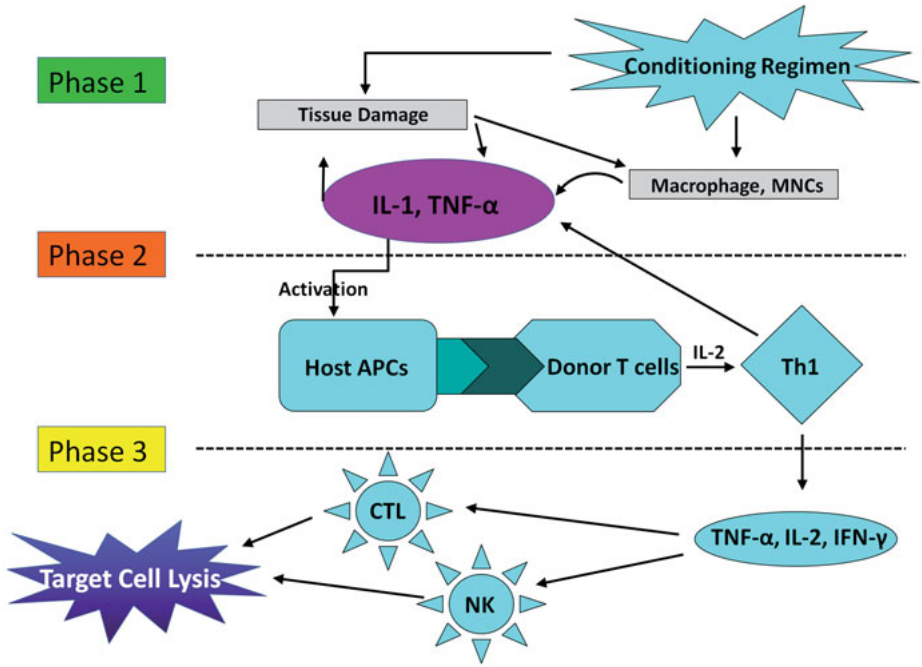 Phase 1
Conditioning Regimen
Tissue Damage
Macrophage, MNCs
IL-1, TNF-α
Phase 2
Activation
Host APCs
Donor T cells
IL-2
Th1
Phase 3
CTL
TNF-α, IL-2, IFN-γ
Target Cell Lysis
NK